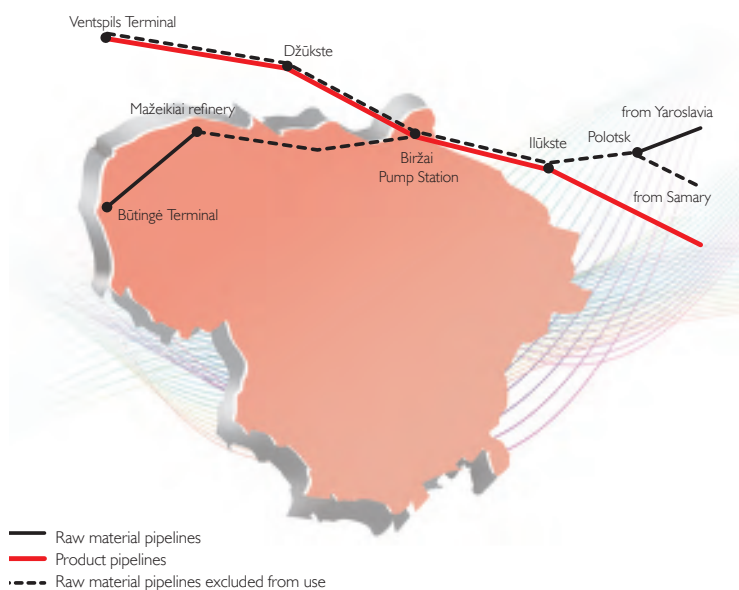 Ventspils Terminal
Džūkste
Mažeikiai refinery
from Yaroslavia
Ilūkste
Polotsk
Biržai
Pump Station
from Samary
Būtingė Terminal
Raw material pipelines
Product pipelines
Raw material pipelines excluded from use